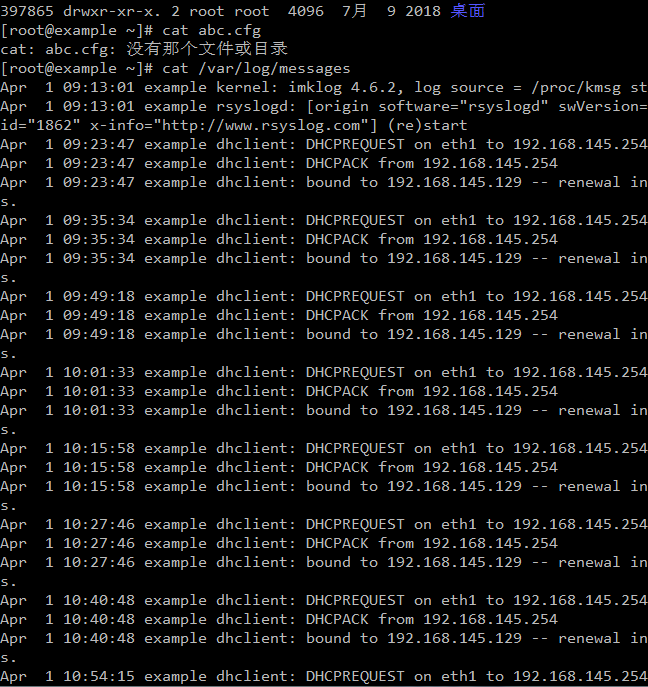 397865 drwxr-xr-x. 2 root root  4096  7月  9 2018 桌面
[root@example ~]# cat abc.cfg
cat: abc.cfg: 没有那个文件或目录
[root@example ~]# cat /var/log/messages
Apr  1 09:13:01 example kernel: imklog 4.6.2, log source = /proc/kmsg st
Apr  1 09:13:01 example rsyslogd: [origin software="rsyslogd" swVersion=
id="1862" x-info="http://www.rsyslog.com"] (re)start
Apr  1 09:23:47 example dhclient: DHCPREQUEST on eth1 to 192.168.145.254
Apr  1 09:23:47 example dhclient: DHCPACK from 192.168.145.254
Apr  1 09:23:47 example dhclient: bound to 192.168.145.129 -- renewal in
s.
Apr  1 09:35:34 example dhclient: DHCPREQUEST on eth1 to 192.168.145.254
Apr  1 09:35:34 example dhclient: DHCPACK from 192.168.145.254
Apr  1 09:35:34 example dhclient: bound to 192.168.145.129 -- renewal in
s.
Apr  1 09:49:18 example dhclient: DHCPREQUEST on eth1 to 192.168.145.254
Apr  1 09:49:18 example dhclient: DHCPACK from 192.168.145.254
Apr  1 09:49:18 example dhclient: bound to 192.168.145.129 -- renewal in
s.
Apr  1 10:01:33 example dhclient: DHCPREQUEST on eth1 to 192.168.145.254
Apr  1 10:01:33 example dhclient: DHCPACK from 192.168.145.254
Apr  1 10:01:33 example dhclient: bound to 192.168.145.129 -- renewal in
s.
Apr  1 10:15:58 example dhclient: DHCPREQUEST on eth1 to 192.168.145.254
Apr  1 10:15:58 example dhclient: DHCPACK from 192.168.145.254
Apr  1 10:15:58 example dhclient: bound to 192.168.145.129 -- renewal in
s.
Apr  1 10:27:46 example dhclient: DHCPREQUEST on eth1 to 192.168.145.254
Apr  1 10:27:46 example dhclient: DHCPACK from 192.168.145.254
Apr  1 10:27:46 example dhclient: bound to 192.168.145.129 -- renewal in
s.
Apr  1 10:40:48 example dhclient: DHCPREQUEST on eth1 to 192.168.145.254
Apr  1 10:40:48 example dhclient: DHCPACK from 192.168.145.254
Apr  1 10:40:48 example dhclient: bound to 192.168.145.129 -- renewal in
s.
Apr  1 10:54:15 example dhclient: DHCPREQUEST on eth1 to 192.168.145.254